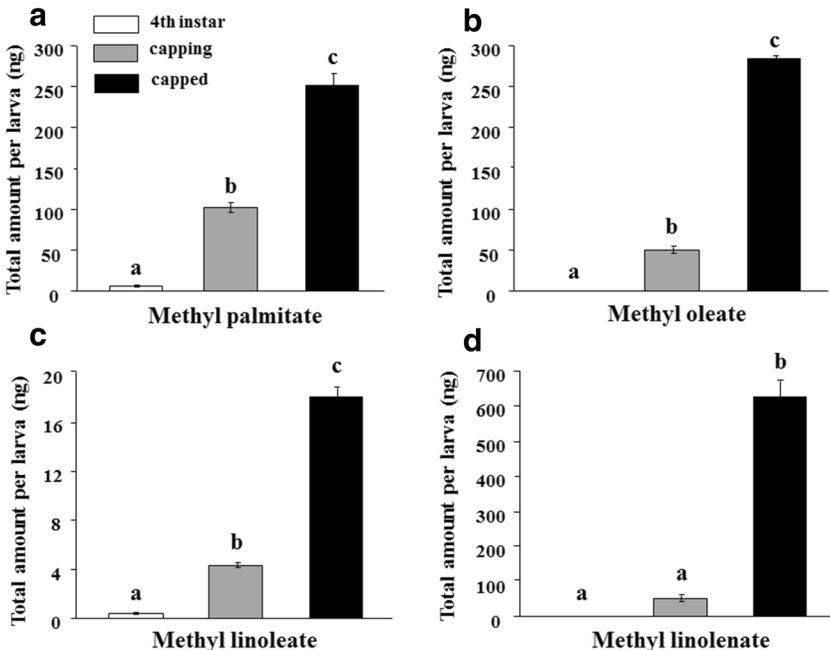 a
4th instar
capping
capped
Total amount per larva (ng)
300
250
200
150
100
50
0
a
b
c
Methyl palmitate
b
Total amount per larva (ng)
300
250
200
150
100
50
0
a
b
c
Methyl oleate
c
Total amount per larva (ng)
20
16
12
8
4
0
a
b
c
Methyl linoleate
d
Total amount per larva (ng)
700
600
500
400
300
200
100
0
a
a
b
Methyl linolenate